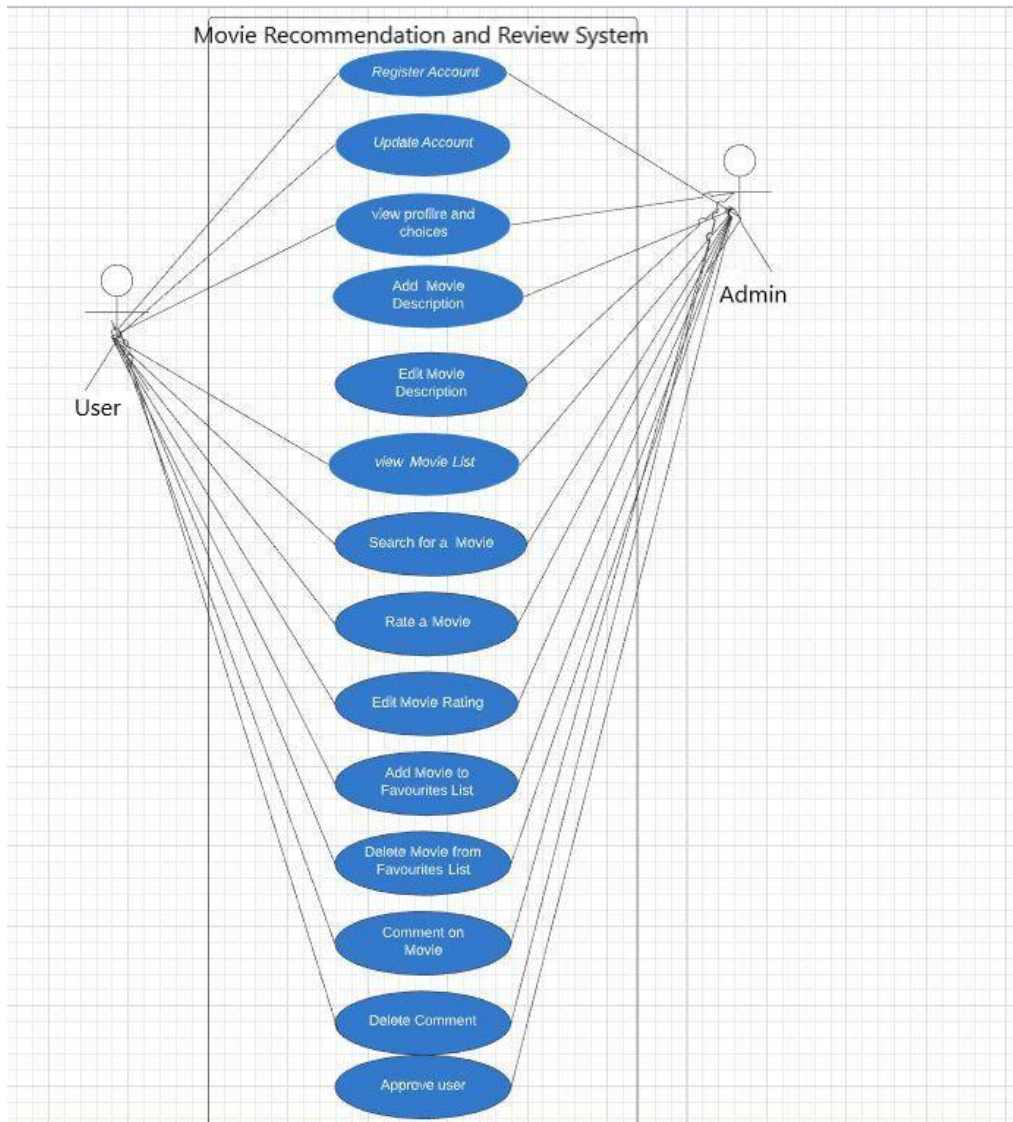 Movie Recommendation and Review System
Register Account
Update Account
view profilre and
choices
Add Movie
Description
Admin
Edit Movie
Description
User
view Movie List
Search for a Movie
Rate a Movie
Edit Movie Rating
Add Movie to
Favourites List
Delete Movie from
Favourites List
Comment on
Movie
Delete Comment
Approve user